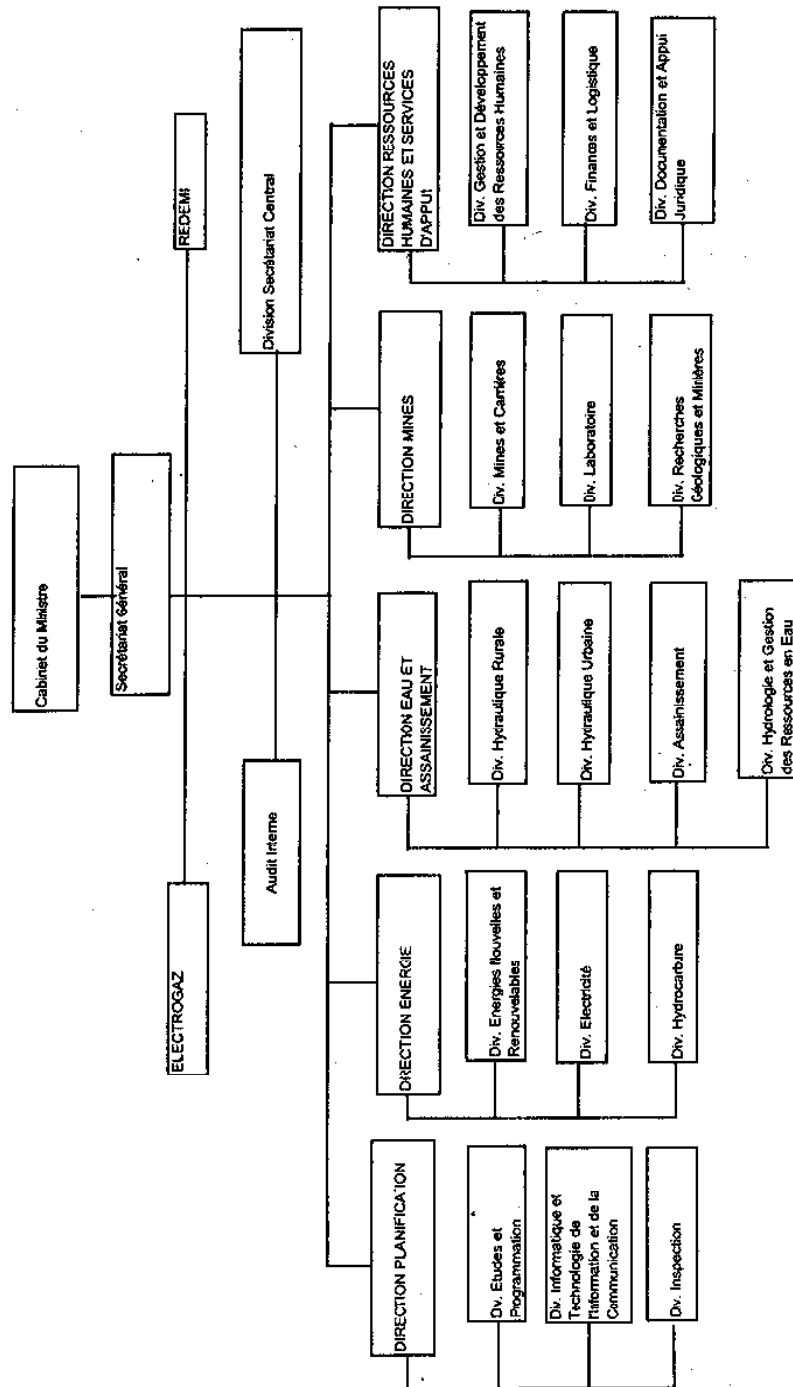 Cabinet du Ministre
Secrétariat Général
ELECTROGAZ
REDEMI
Audit Interne
Division Secrétariat Central
DIRECTION PLANIFICATION
DIRECTION ENERGIE
DIRECTION EAU ET
ASSAINISSEMENT
DIRECTION MINES
DIRECTION RESSOURCES
HUMAINES ET SERVICES
D'APPUI
Dv. Etudes et
Programmation
Div. Informatique et
Technologie de
l'Information et de la
Communication
Div. Inspection
Div. Energies Nouvelles et
Renouvelables
Div. Electricité
Div. Hydrocarbure
Div. Hydraulique Rurale
Div. Hydraulique Urbaine
Div. Assainissement
Div. Hydrologie et Gestion
des Ressources en Eau
Div. Mines et Carrières
Div. Laboratoire
Div. Recherches
Géologiques et Minières
Div. Gestion et Développement
des Ressources Humaines
Div. Finances et Logistique
Div. Documentation et Appui
Juridique